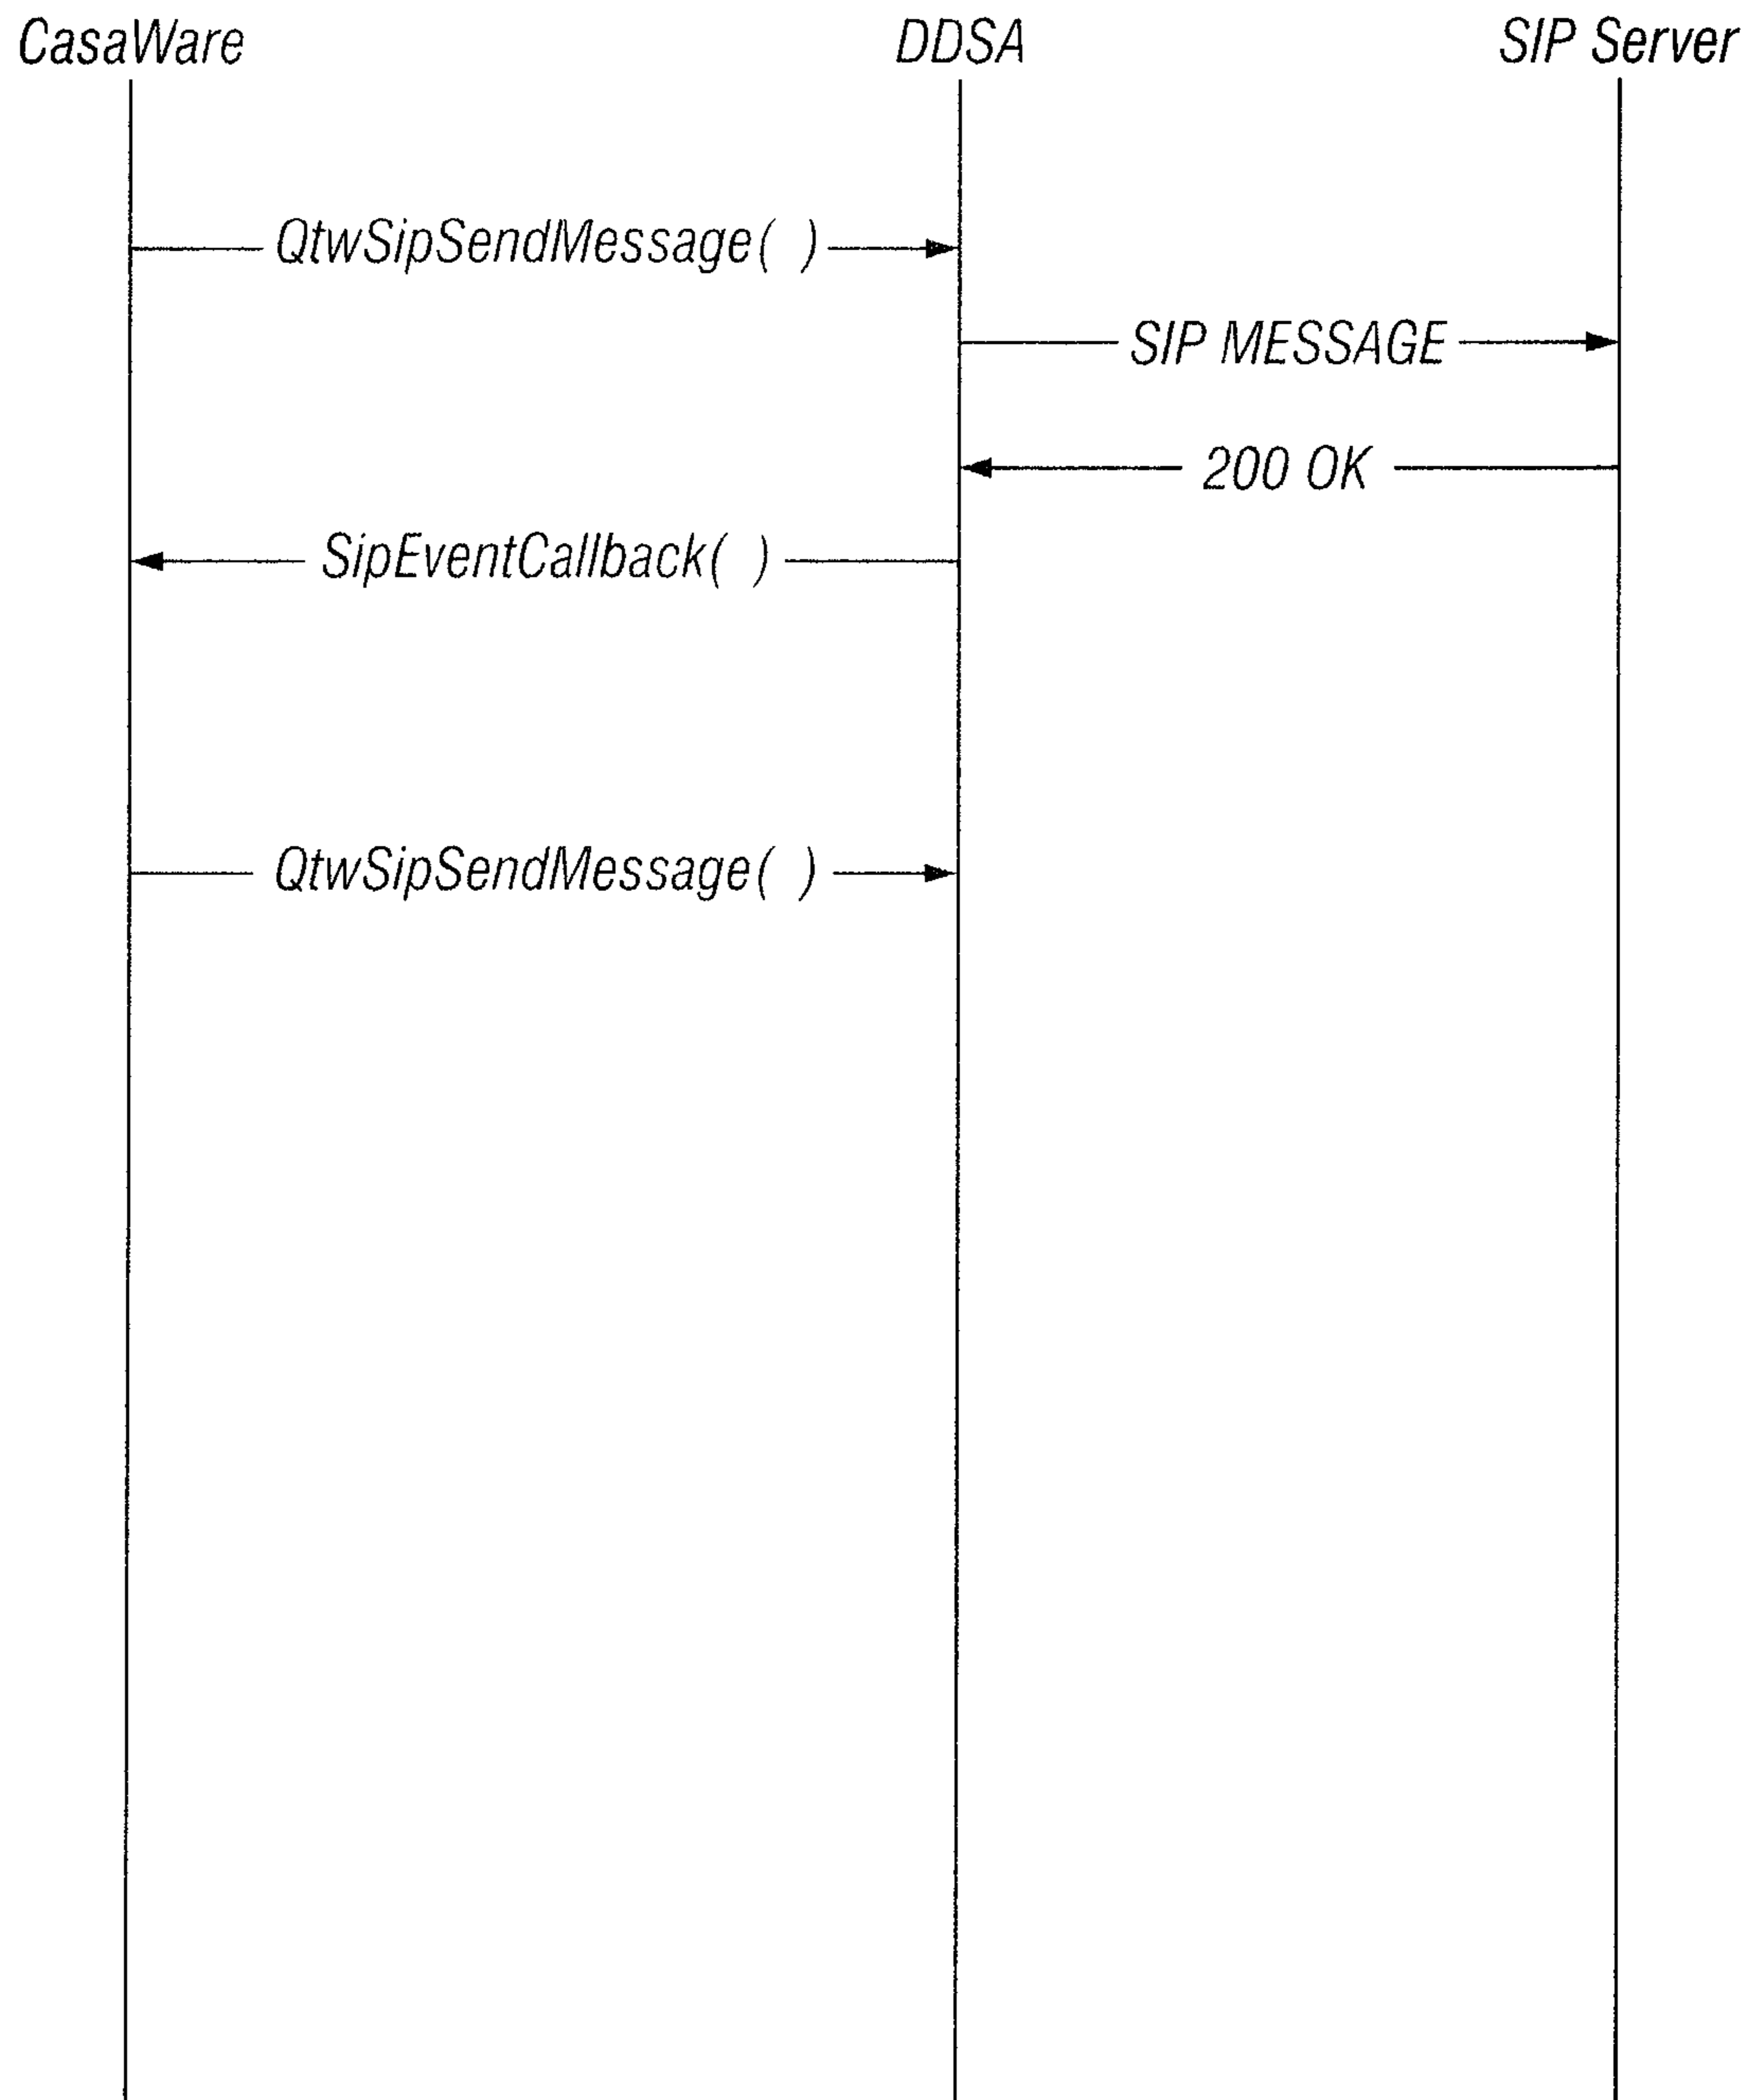 CasaWare DDSA SIP Server
QtwSipSendMessage( )
SIP MESSAGE
200 OK
SipEventCallback( )
QtwSipSendMessage( )